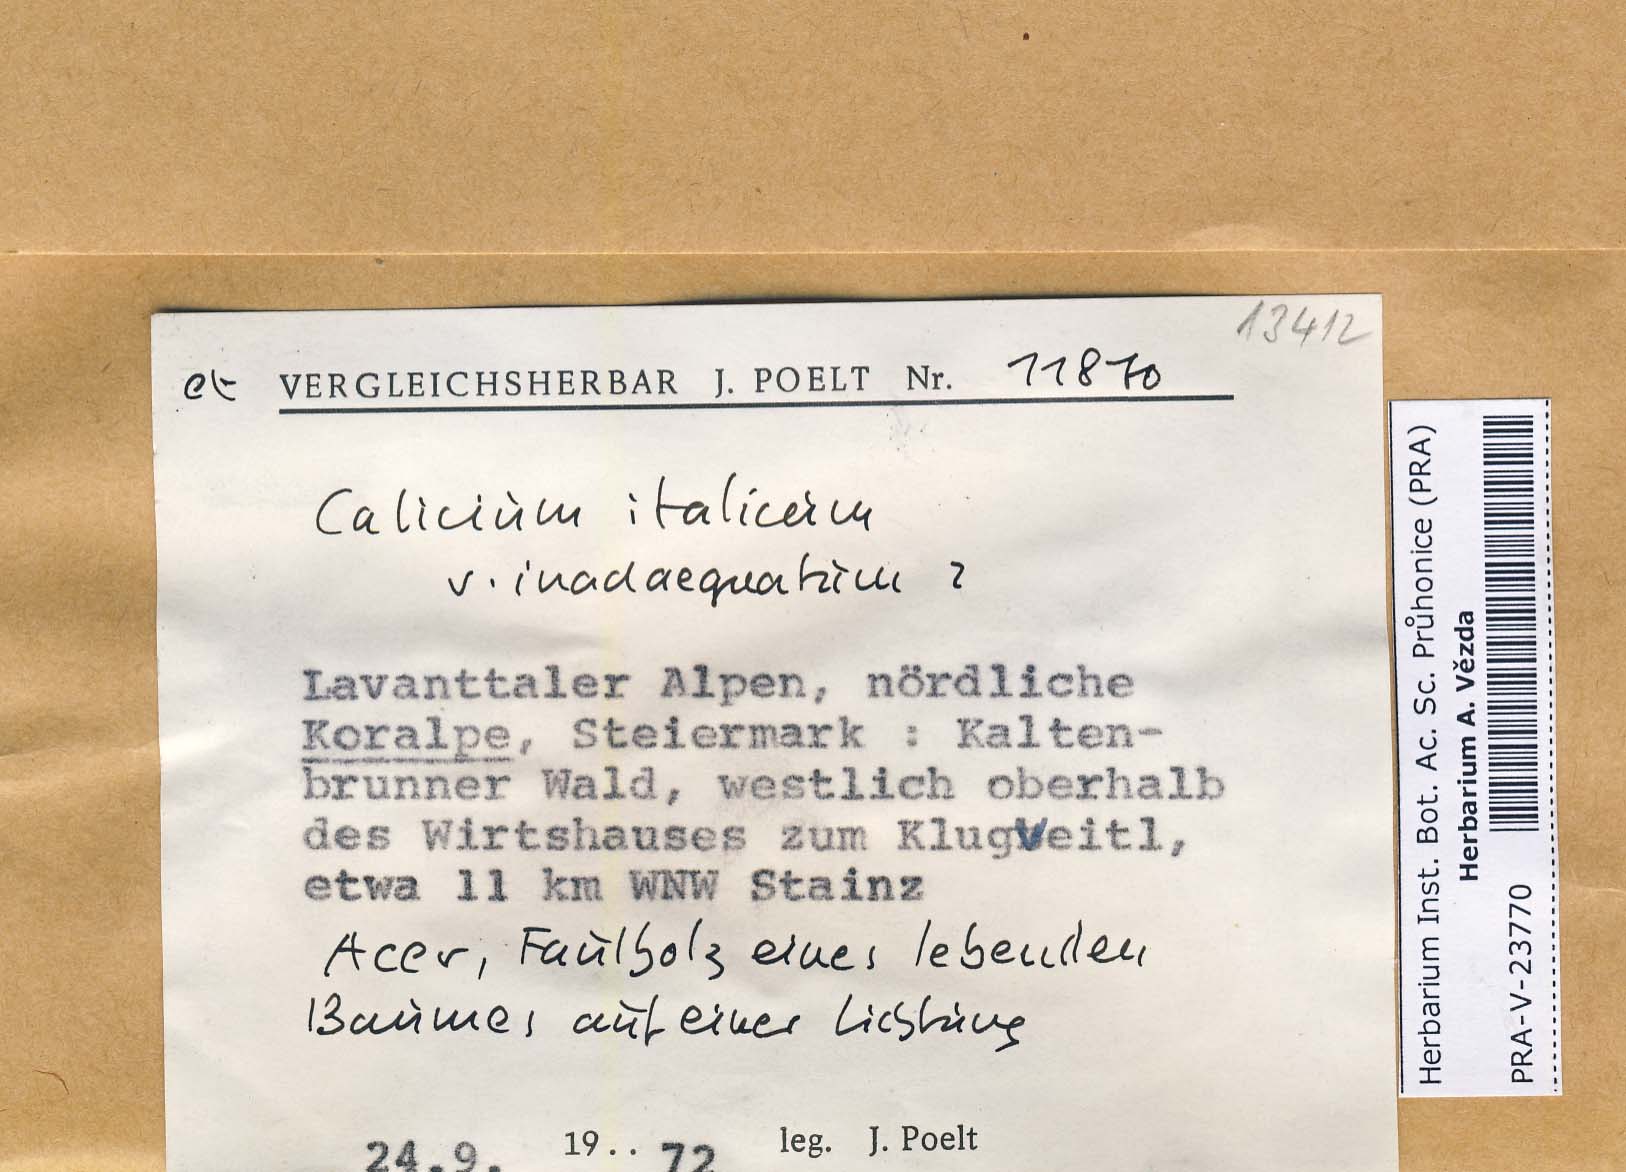 13412
et VERGLEICHSHERBAR J. POELT Nr. 11870
Calicium italicum
v. inadaequatum ?
Lavanttaler Alpen, nördliche
Koralpe, Steiermark : Kalten-
brunner Wald, westlich oberhalb
des Wirtshauses zum Klugveitl,
etwa 11 km WNW Stainz
Acer, Faulholz eines lebenden
Baumes auf einer Lichtung
24.9. 19.. 72 leg. J. Poelt
Herbarium Inst. Bot. Ac. Sc. Průhonice (PRA)
Herbarium A. Vězda
PRA-V-23770